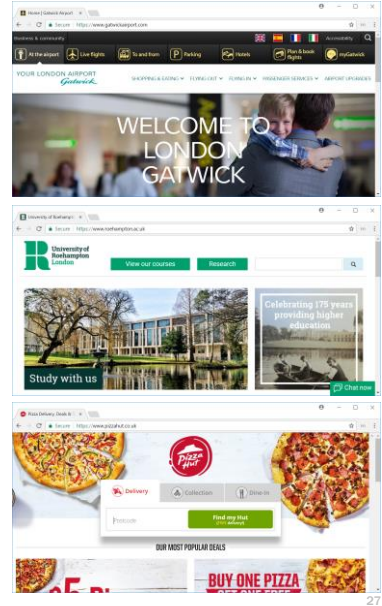 Home | Gatwick Airport
Secure https://www.gatwickairport.com
Business & community
Accessibility
At the airport
Live flights
To and from
Parking
Hotels
Plan & book flights
myGatwick
YOUR LONDON AIRPORT
Gatwick
SHOPPING & EATING
FLYING OUT
FLYING IN
PASSENGER SERVICES
AIRPORT UPGRADES
WELCOME TO
LONDON
GATWICK
University of Roehampt
Secure https://www.roehampton.ac.uk
University of
Roehampton
London
View our courses
Research
Study with us
Celebrating 175 years
providing higher
education
Chat now
Pizza Delivery, Deals &
Secure https://www.pizzahut.co.uk
Pizza
Hut
Delivery
Collection
Dine-in
Postcode
Find my Hut
OUR MOST POPULAR DEALS
BUY ONE PIZZA
GET ONE FREE
27